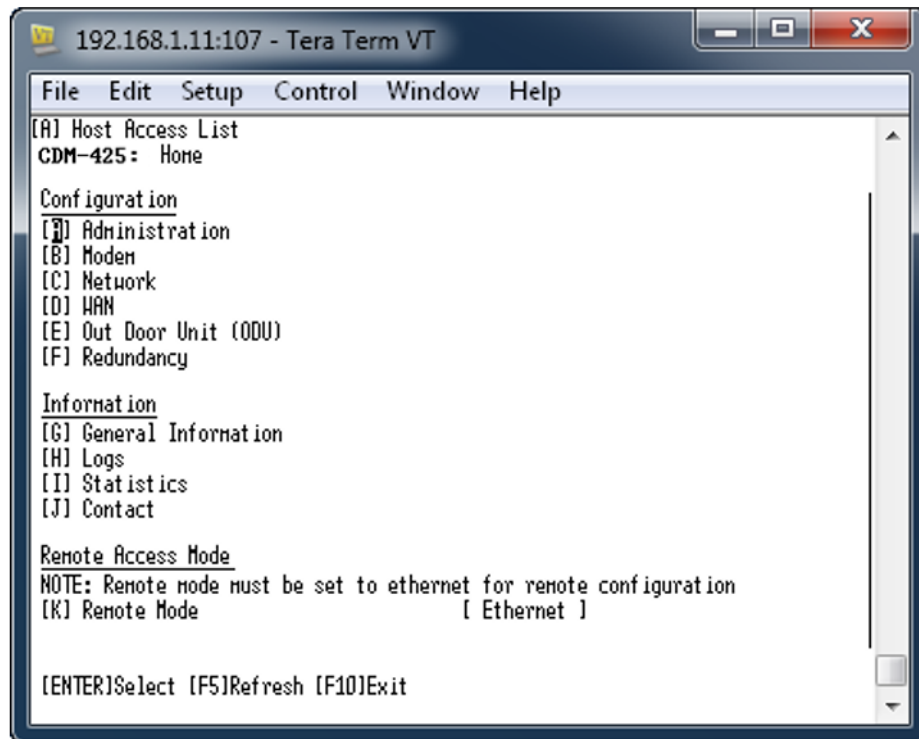 192.168.1.11:107 - Tera Term VT
File Edit Setup Control Window Help
[A] Host Access List
CDM-425: Home
Configuration
[A] Administration
[B] Modem
[C] Network
[D] WAN
[E] Out Door Unit (ODU)
[F] Redundancy
Information
[G] General Information
[H] Logs
[I] Statistics
[J] Contact
Remote Access Mode
NOTE: Remote mode must be set to ethernet for remote configuration
[K] Remote Mode [ Ethernet ]
[ENTER]Select [F5]Refresh [F10]Exit